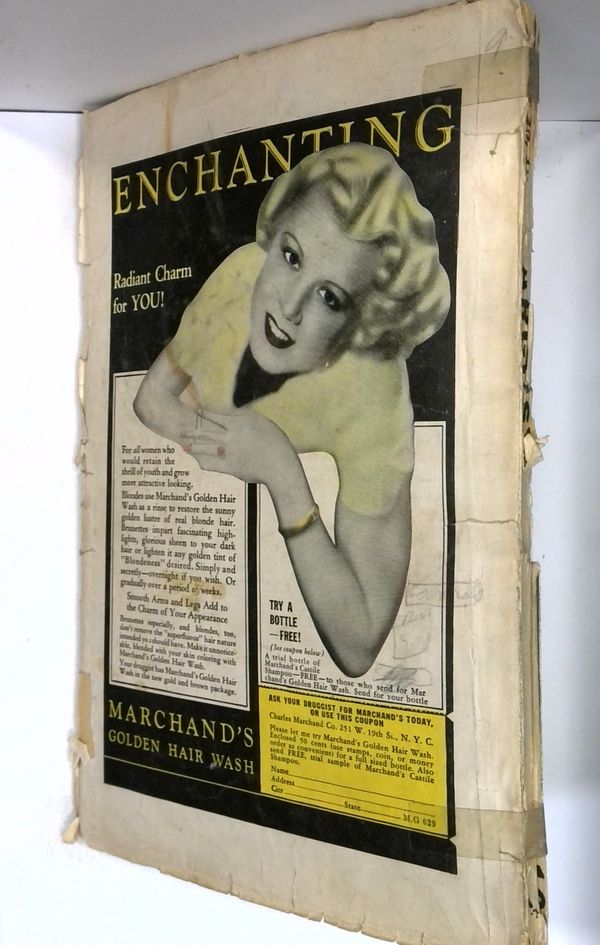 ENCHANTING
Radiant Charm
for YOU!
For all women who
would retain the
thrill of youth and grow
more attractive looking.
Blondes use Marchand's Golden Hair
Wash as a rinse to restore the sunny
golden lustre of real blonde hair.
Brunettes impart fascinating high-
lights, glorious sheen to your dark
hair or lighten it any golden tint of
"Blondeness" desired. Simply and
secretly—overnight if you wish. Or
gradually over a period of weeks.
Smooth Arms and Legs Add to
the Charm of Your Appearance
Brunettes especially, and blondes, too,
don't remove the "superfluous" hair nature
intended you should have. Make it unnotice-
able, blended with your skin coloring with
Marchand's Golden Hair Wash.
Your druggist has Marchand's Golden Hair
Wash in the new gold and brown package.
TRY A
BOTTLE
—FREE!
(See coupon below)
A trial bottle of
Marchand's Castile
Shampoo—FREE—to those who send for Mar
chand's Golden Hair Wash. Send for your bottle
MARCHAND'S
GOLDEN HAIR WASH
ASK YOUR DRUGGIST FOR MARCHAND'S TODAY,
OR USE THIS COUPON
Charles Marchand Co. 251 W. 19th St., N. Y. C.
Please let me try Marchand's Golden Hair Wash.
Enclosed 50 cents (use stamps, coin, or money
order as convenient) for a full sized bottle. Also
send FREE, trial sample of Marchand's Castile
Shampoo.
Name
Address
City State M.G 629